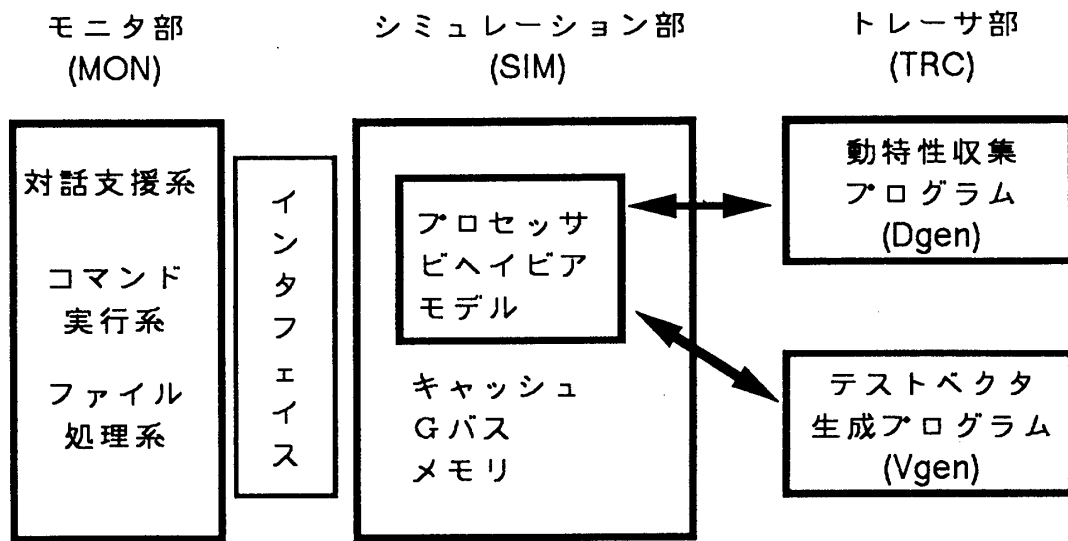 モニタ部
(MON)
シミュレーション部
(SIM)
トレーサ部
(TRC)
対話支援系
コマンド
実行系
ファイル
処理系
インタフェイス
プロセッサ
ビヘイビア
モデル
キャッシュ
Gバス
メモリ
動特性収集
プログラム
(Dgen)
テストベクタ
生成プログラム
(Vgen)